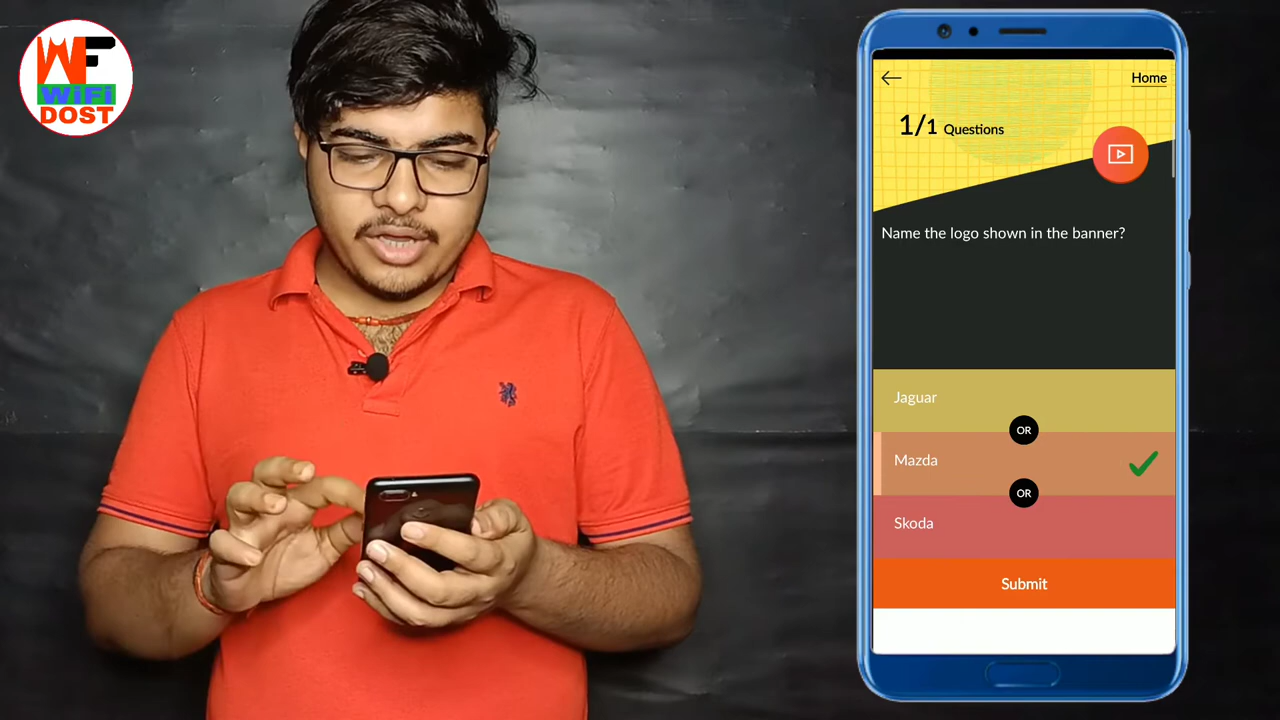 WF
WiFi
DOST
Home
1/1 Questions
Name the logo shown in the banner?
Jaguar
OR
Mazda
OR
Skoda
Submit